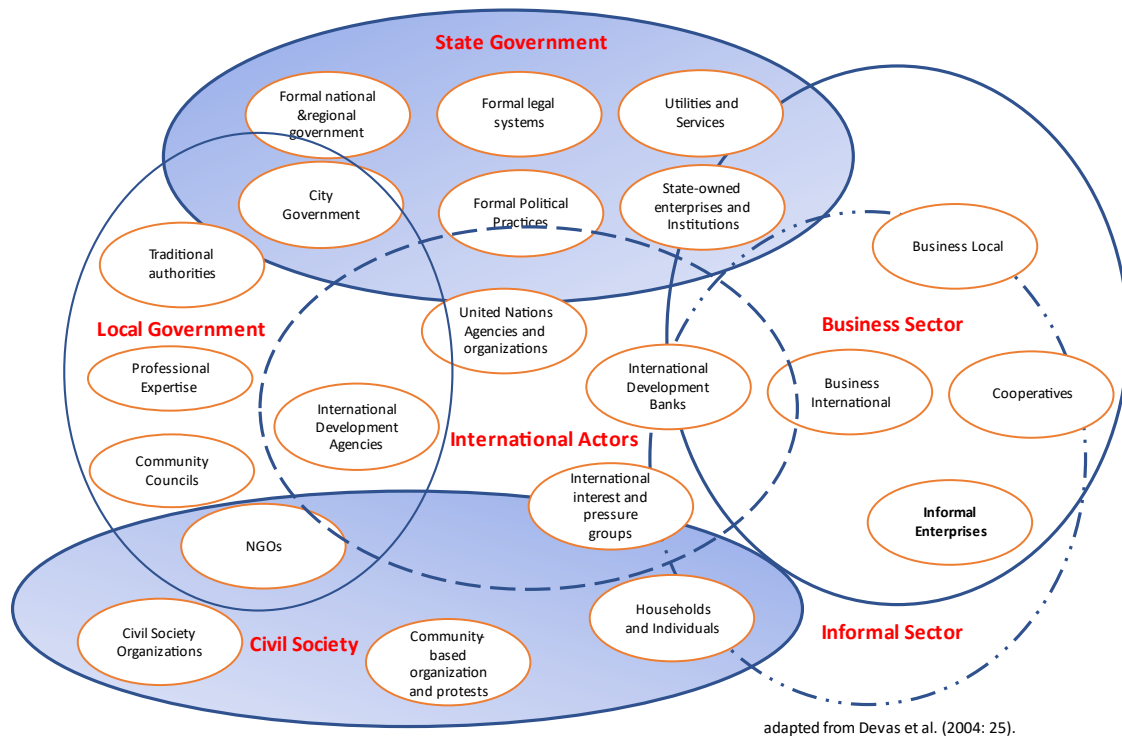 State Government
Formal national
&regional
government
Formal legal
systems
Utilities and
Services
City
Government
Formal Political
Practices
State-owned
enterprises and
Institutions
Traditional
authorities
Business Local
Local Government
United Nations
Agencies and
organizations
Business Sector
Professional
Expertise
International
Development
Banks
Business
International
Cooperatives
International
Development
Agencies
International Actors
Community
Councils
International
interest and
pressure
groups
Informal
Enterprises
NGOs
Households
and Individuals
Civil Society
Organizations
Civil Society
Community-
based
organization
and protests
Informal Sector
adapted from Devas et al. (2004: 25).